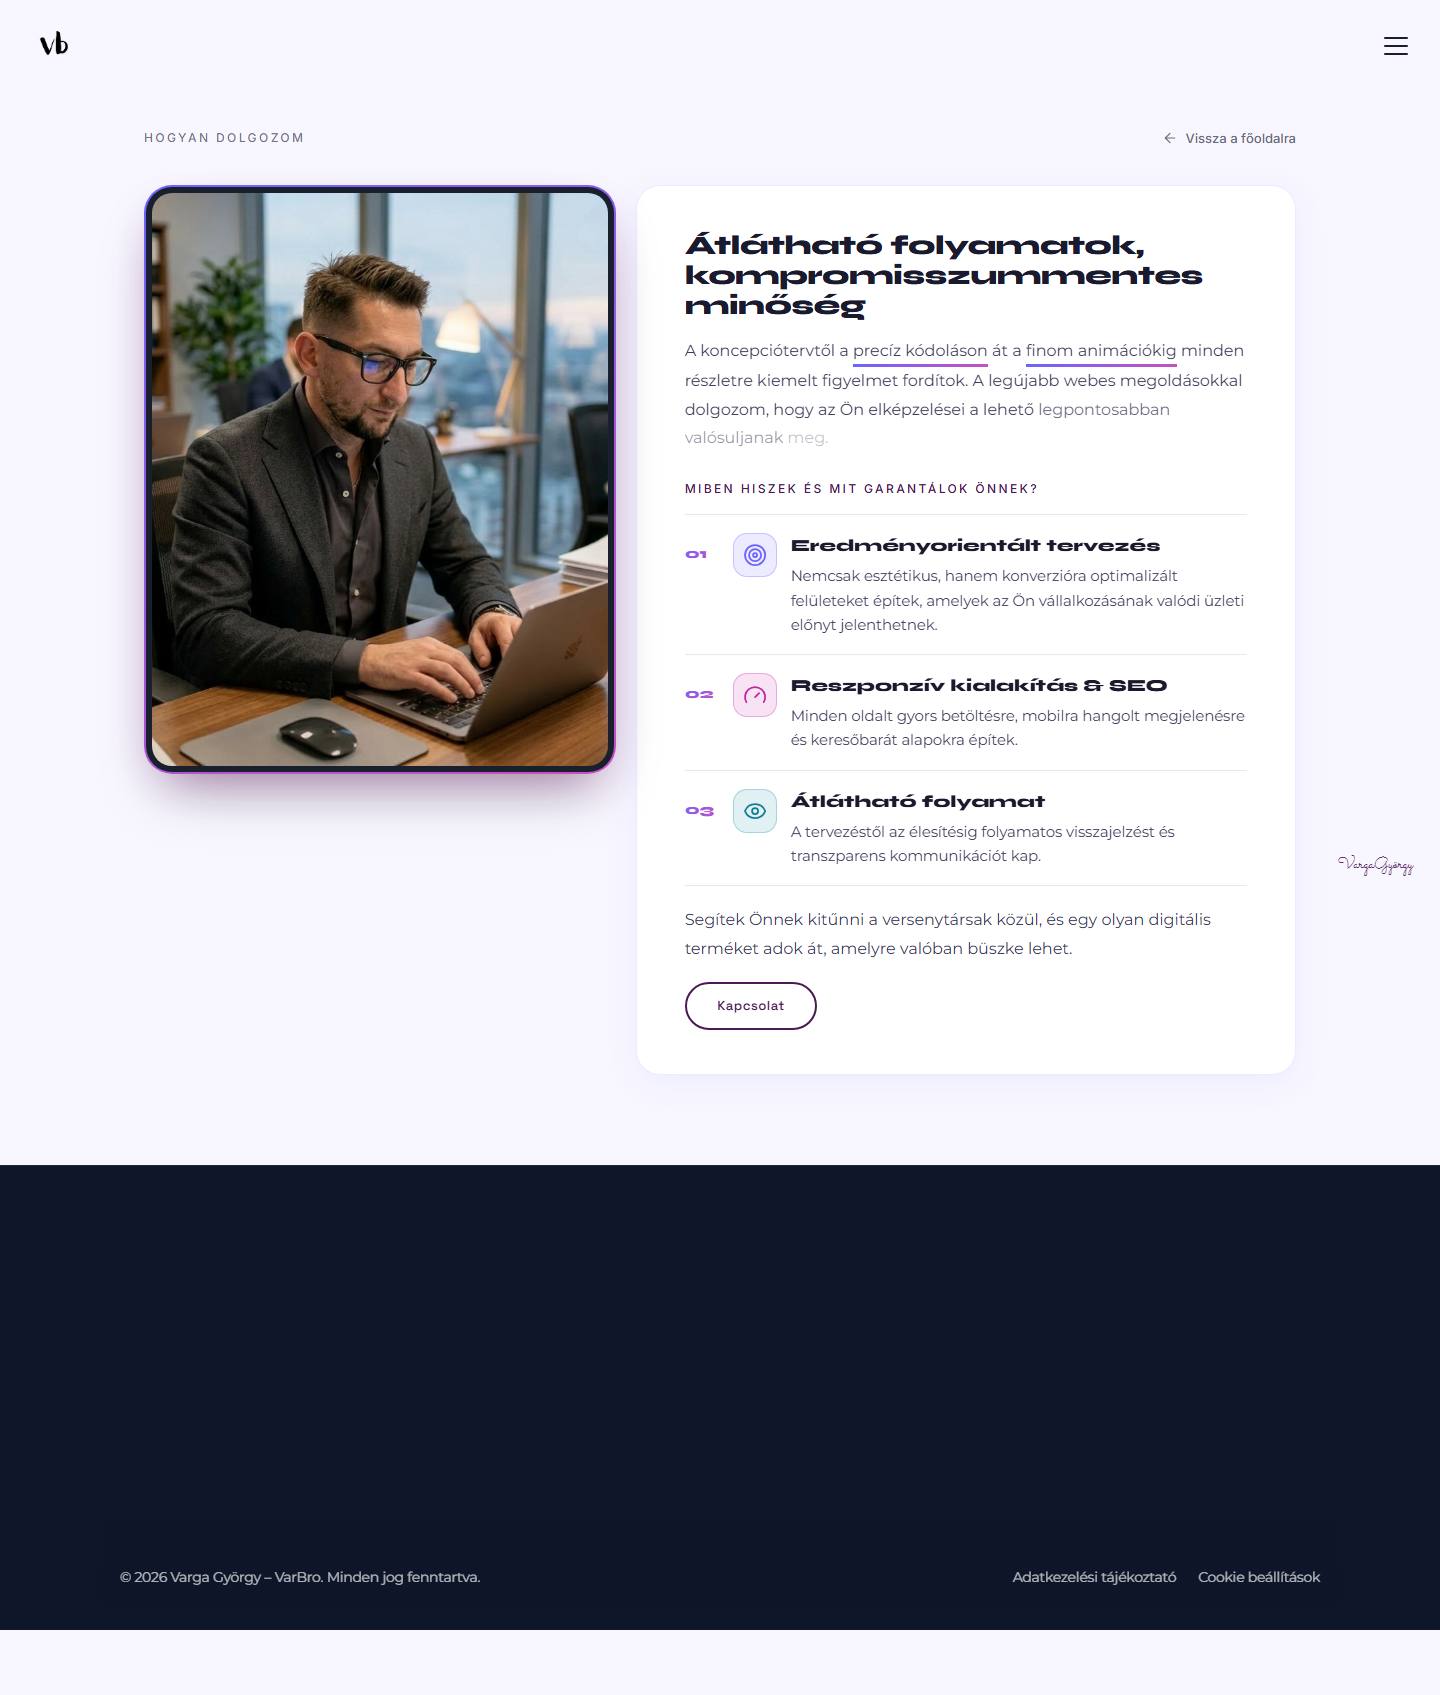 vb
HOGYAN DOLGOZOM
Vissza a főoldalra
Átlátható folyamatok,
kompromisszummentes
minőség
A koncepciótervtől a precíz kódoláson át a finom animációkig minden
részletre kiemelt figyelmet fordítok. A legújabb webes megoldásokkal
dolgozom, hogy az Ön elképzelései a lehető legpontosabban
valósuljanak meg.
MIBEN HISZEK ÉS MIT GARANTÁLOK ÖNNEK?
01
Eredményorientált tervezés
Nemcsak esztétikus, hanem konverzióra optimalizált
felületeket építek, amelyek az Ön vállalkozásának valódi üzleti
előnyt jelenthetnek.
02
Reszponzív kialakítás & SEO
Minden oldalt gyors betöltésre, mobilra hangolt megjelenésre
és keresőbarát alapokra építek.
03
Átlátható folyamat
A tervezéstől az élesítésig folyamatos visszajelzést és
transzparens kommunikációt kap.
VargaGyörgy
Segítek Önnek kitűnni a versenytársak közül, és egy olyan digitális
terméket adok át, amelyre valóban büszke lehet.
Kapcsolat
© 2026 Varga György – VarBro. Minden jog fenntartva.
Adatkezelési tájékoztató
Cookie beállítások